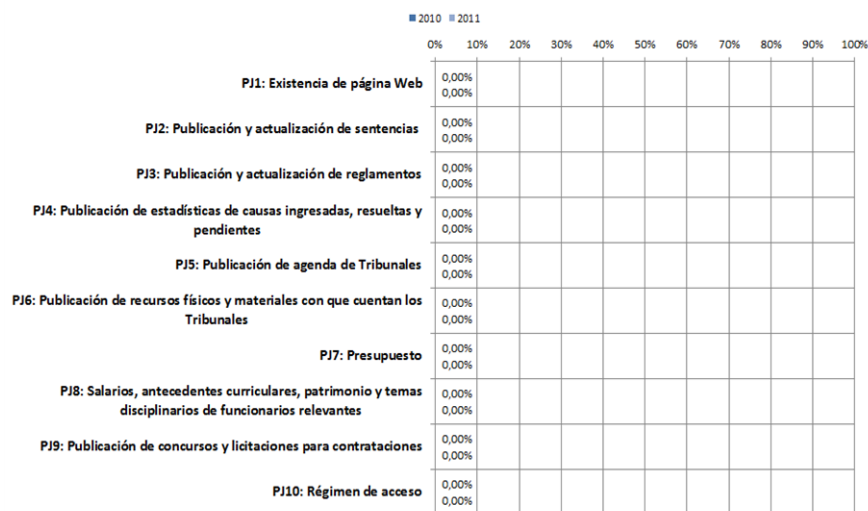 2010 2011
0% 10% 20% 30% 40% 50% 60% 70% 80% 90% 100%
PJ1: Existencia de página Web
0,00%
0,00%
PJ2: Publicación y actualización de sentencias
0,00%
0,00%
PJ3: Publicación y actualización de reglamentos
0,00%
0,00%
PJ4: Publicación de estadísticas de causas ingresadas, resueltas y
pendientes
0,00%
0,00%
PJ5: Publicación de agenda de Tribunales
0,00%
0,00%
PJ6: Publicación de recursos físicos y materiales con que cuentan los
Tribunales
0,00%
0,00%
PJ7: Presupuesto
0,00%
0,00%
PJ8: Salarios, antecedentes curriculares, patrimonio y temas
disciplinarios de funcionarios relevantes
0,00%
0,00%
PJ9: Publicación de concursos y licitaciones para contrataciones
0,00%
0,00%
PJ10: Régimen de acceso
0,00%
0,00%